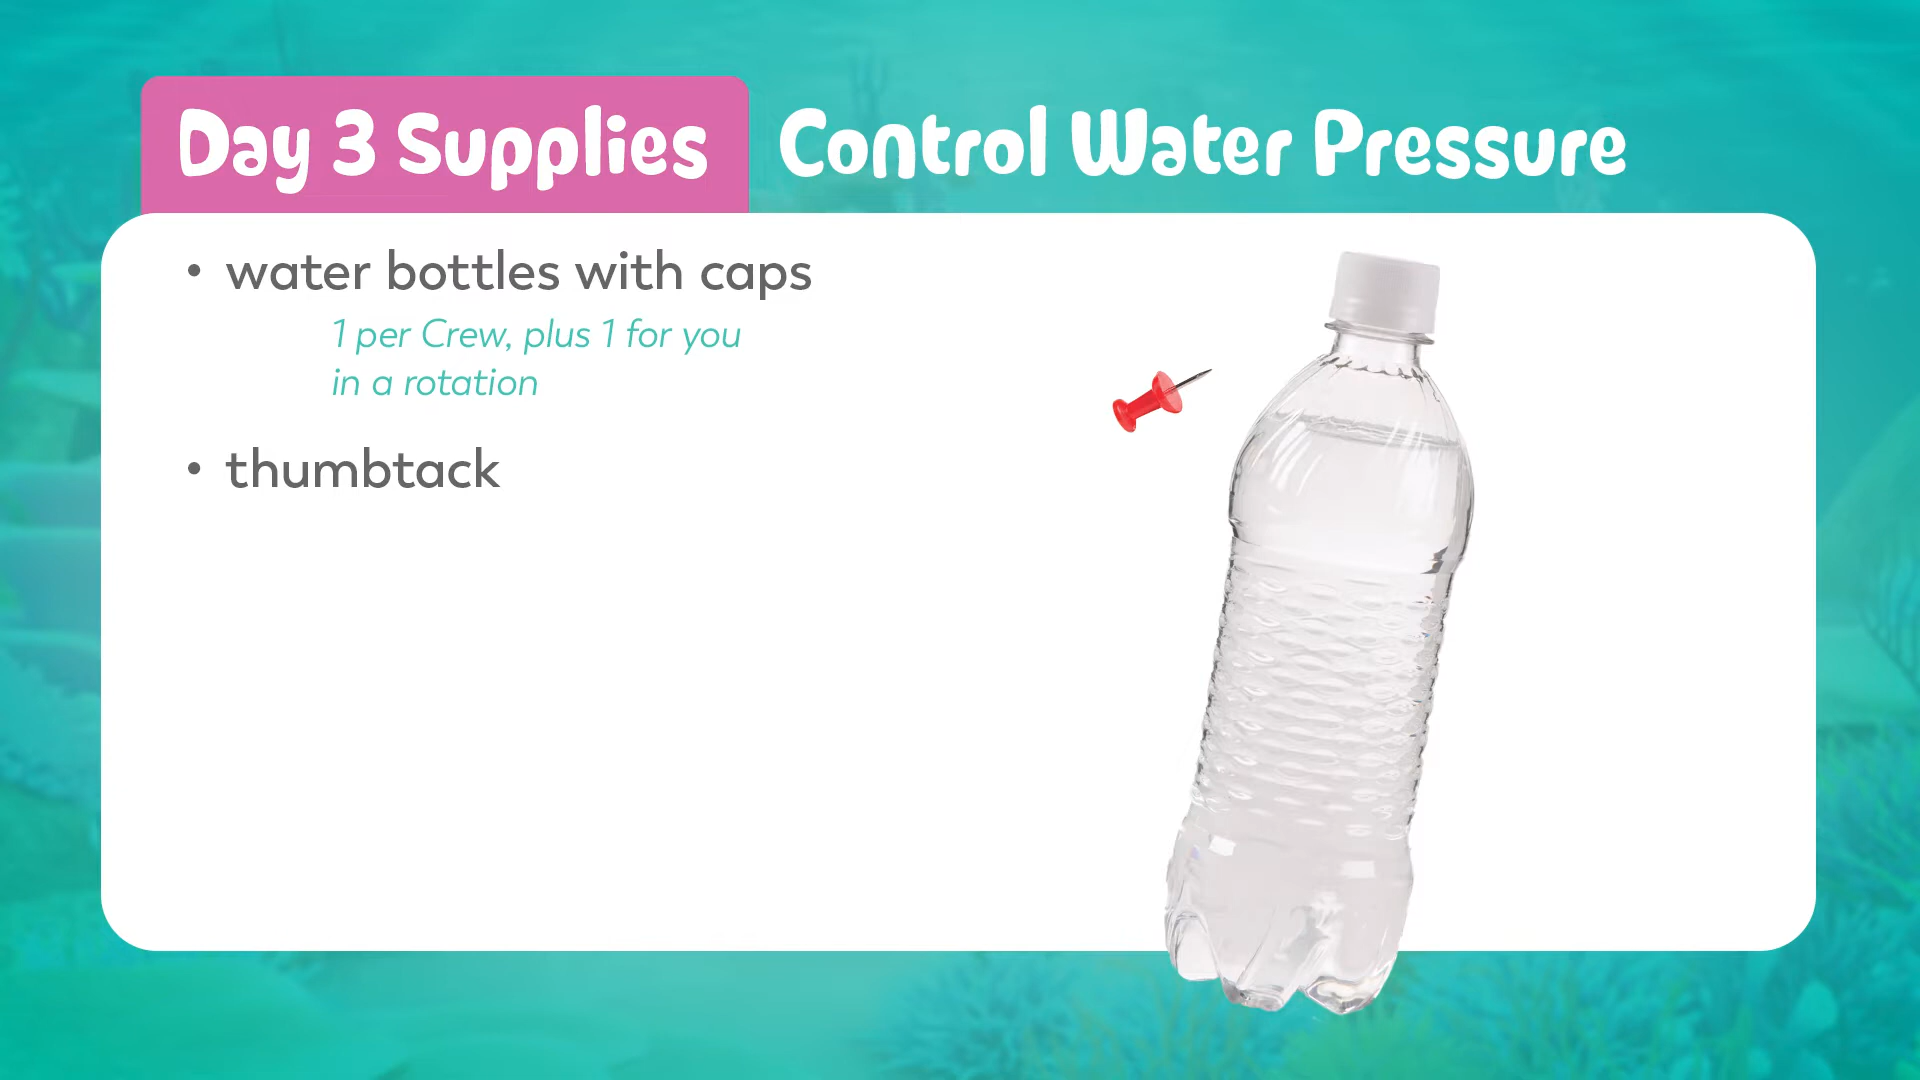 Day 3 Supplies Control Water Pressure
• water bottles with caps
1 per Crew, plus 1 for you
in a rotation
• thumbtack